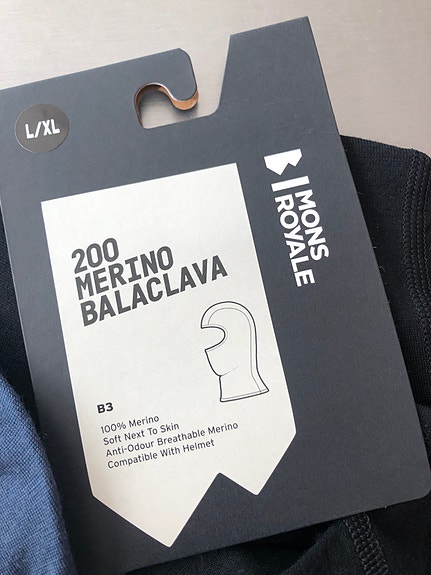 L/XL
MONS
ROYALE
200
MERINO
BALACLAVA
B3
100% Merino
Soft Next To Skin
Anti-Odour Breathable Merino
Compatible With Helmet